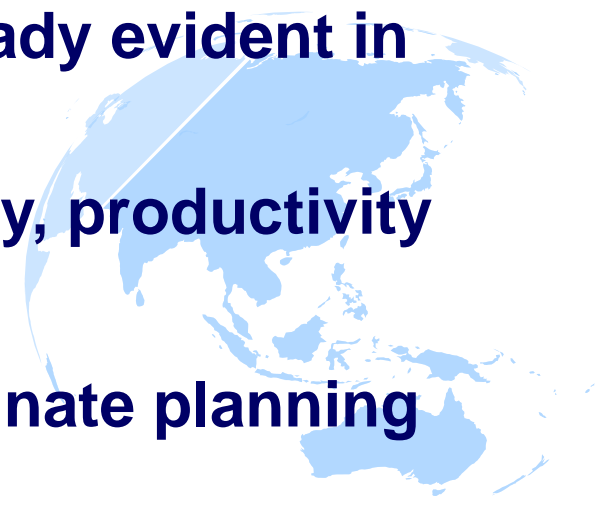 ady evident in
y, productivity
nate planning